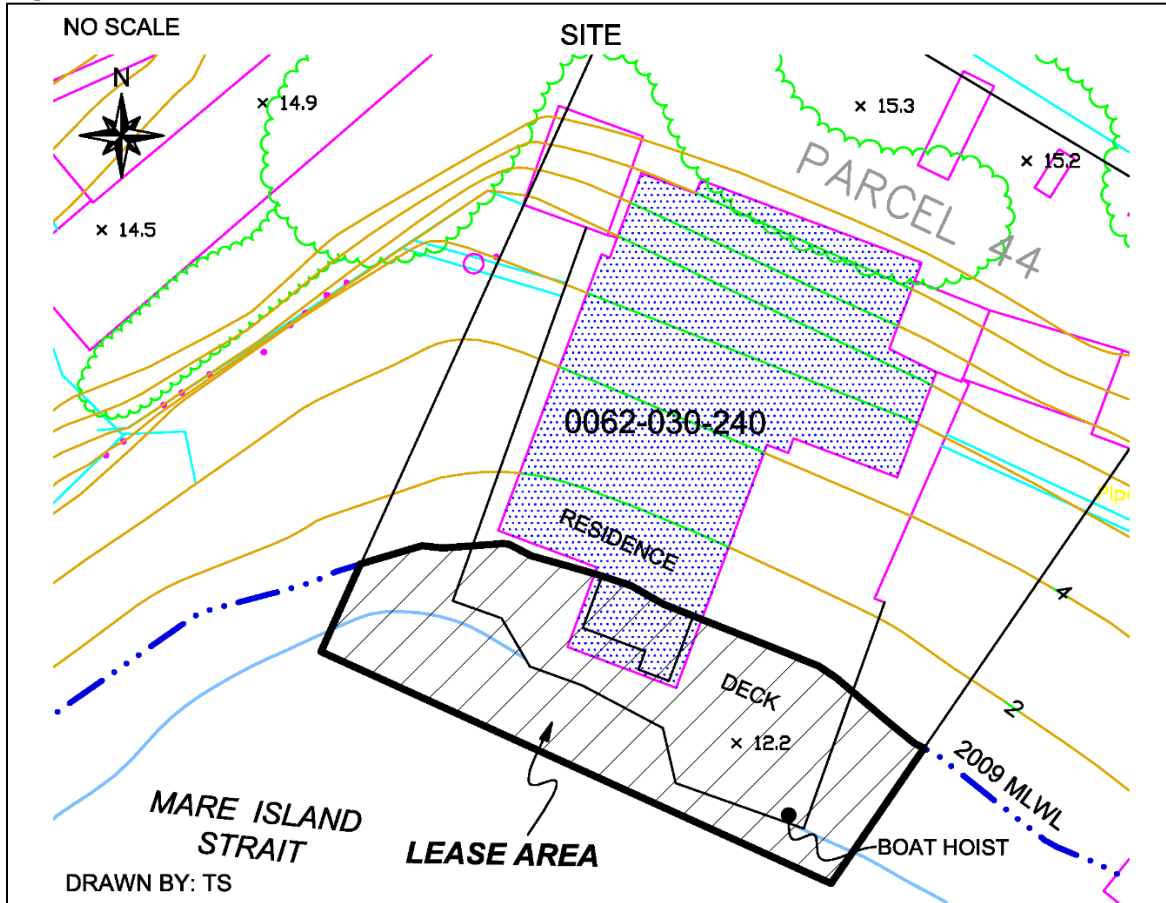 NO SCALE
SITE
N
× 14.9
× 15.3
× 15.2
PARCEL 44
× 14.5
0062-030-240
RESIDENCE
4
DECK
2
× 12.2
2009 MLWL
MARE ISLAND
STRAIT
LEASE AREA
BOAT HOIST
DRAWN BY: TS